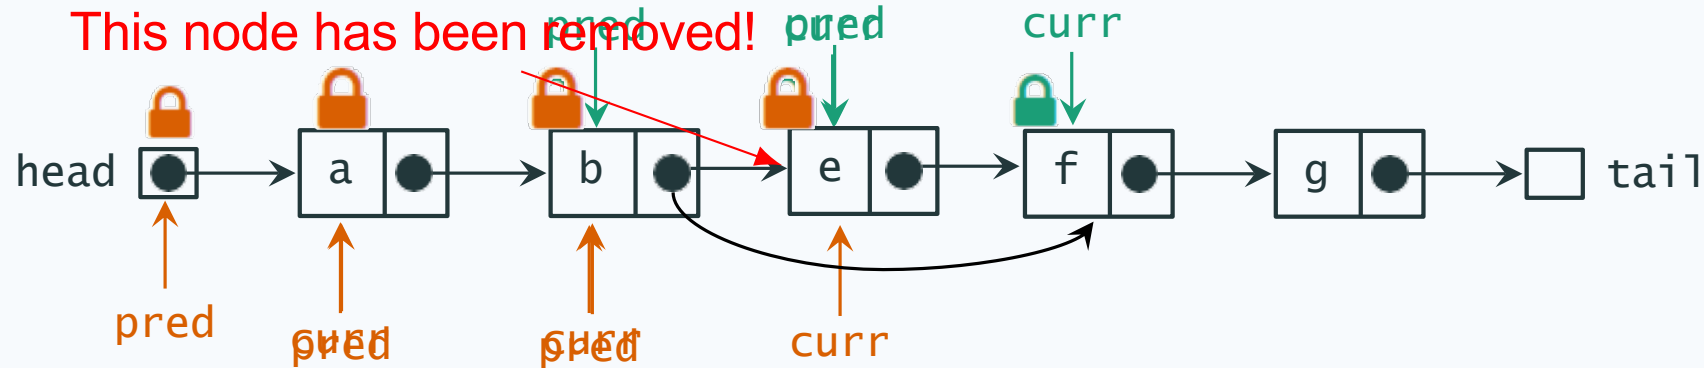 This node has been removed!
pred
pred
curr
curr
head
a
b
e
f
g
tail
pred
curr
pred
curr
pred
curr